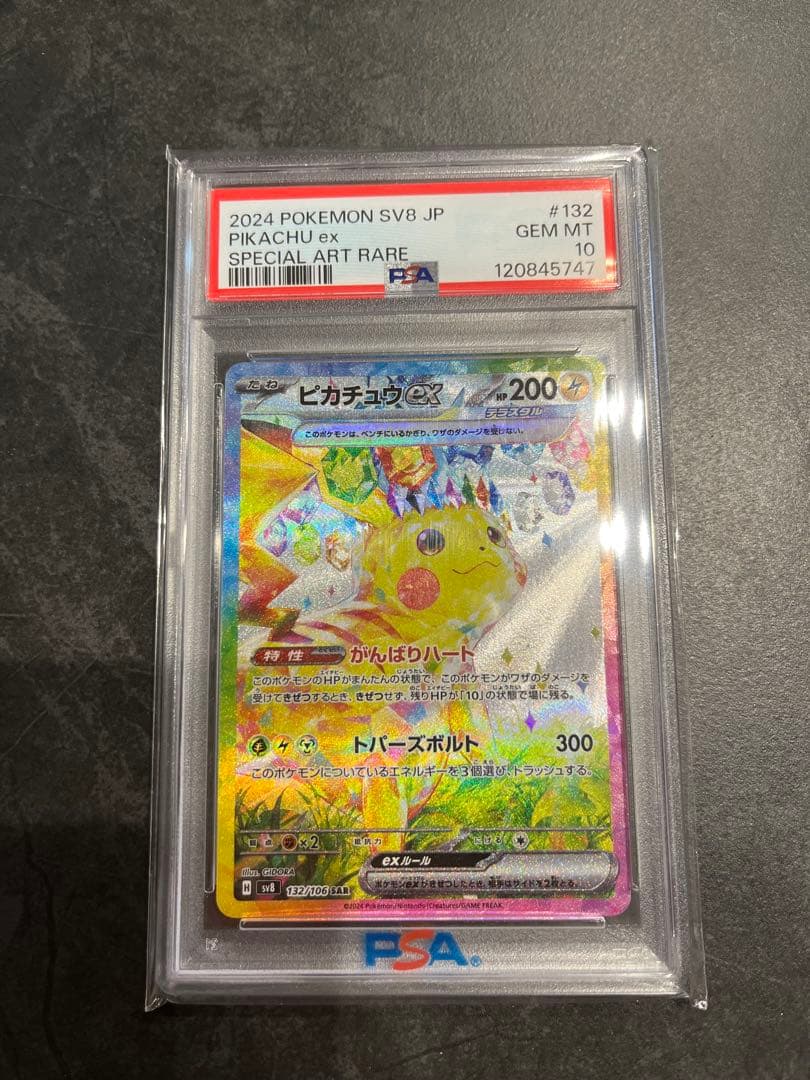 2024 POKEMON SV8 JP #132
PIKACHU ex GEM MT
SPECIAL ART RARE 10
PSA 120845747
たね ピカチュウex HP200
テラスタル
このポケモンは、ベンチにいるかぎり、ワザのダメージを受けない。
特性 がんばりハート
このポケモンのHPがまんたんの状態で、このポケモンがワザのダメージを
受けてきぜつするとき、きぜつせず、残りHPが「10」の状態で場に残る。
トパーズボルト 300
このポケモンについているエネルギーを3個選び、トラッシュする。
弱点 ×2 抵抗力 にげる
exルール
Illus. GIDORA
ポケモンexがきぜつしたとき、相手はサイドを2枚とる。
H sv8 132/106 SAR
©2024 Pokémon/Nintendo/Creatures/GAME FREAK.
PSA®